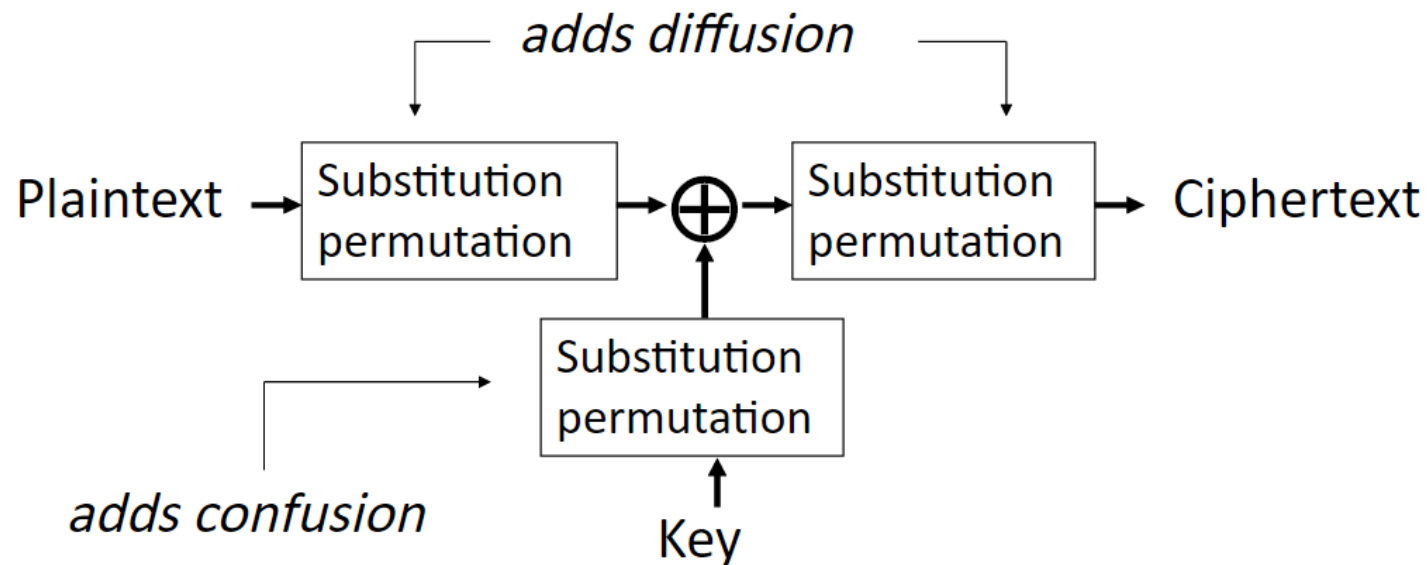 adds diffusion
Plaintext
Substitution
permutation
Substitution
permutation
Ciphertext
Substitution
permutation
adds confusion
Key